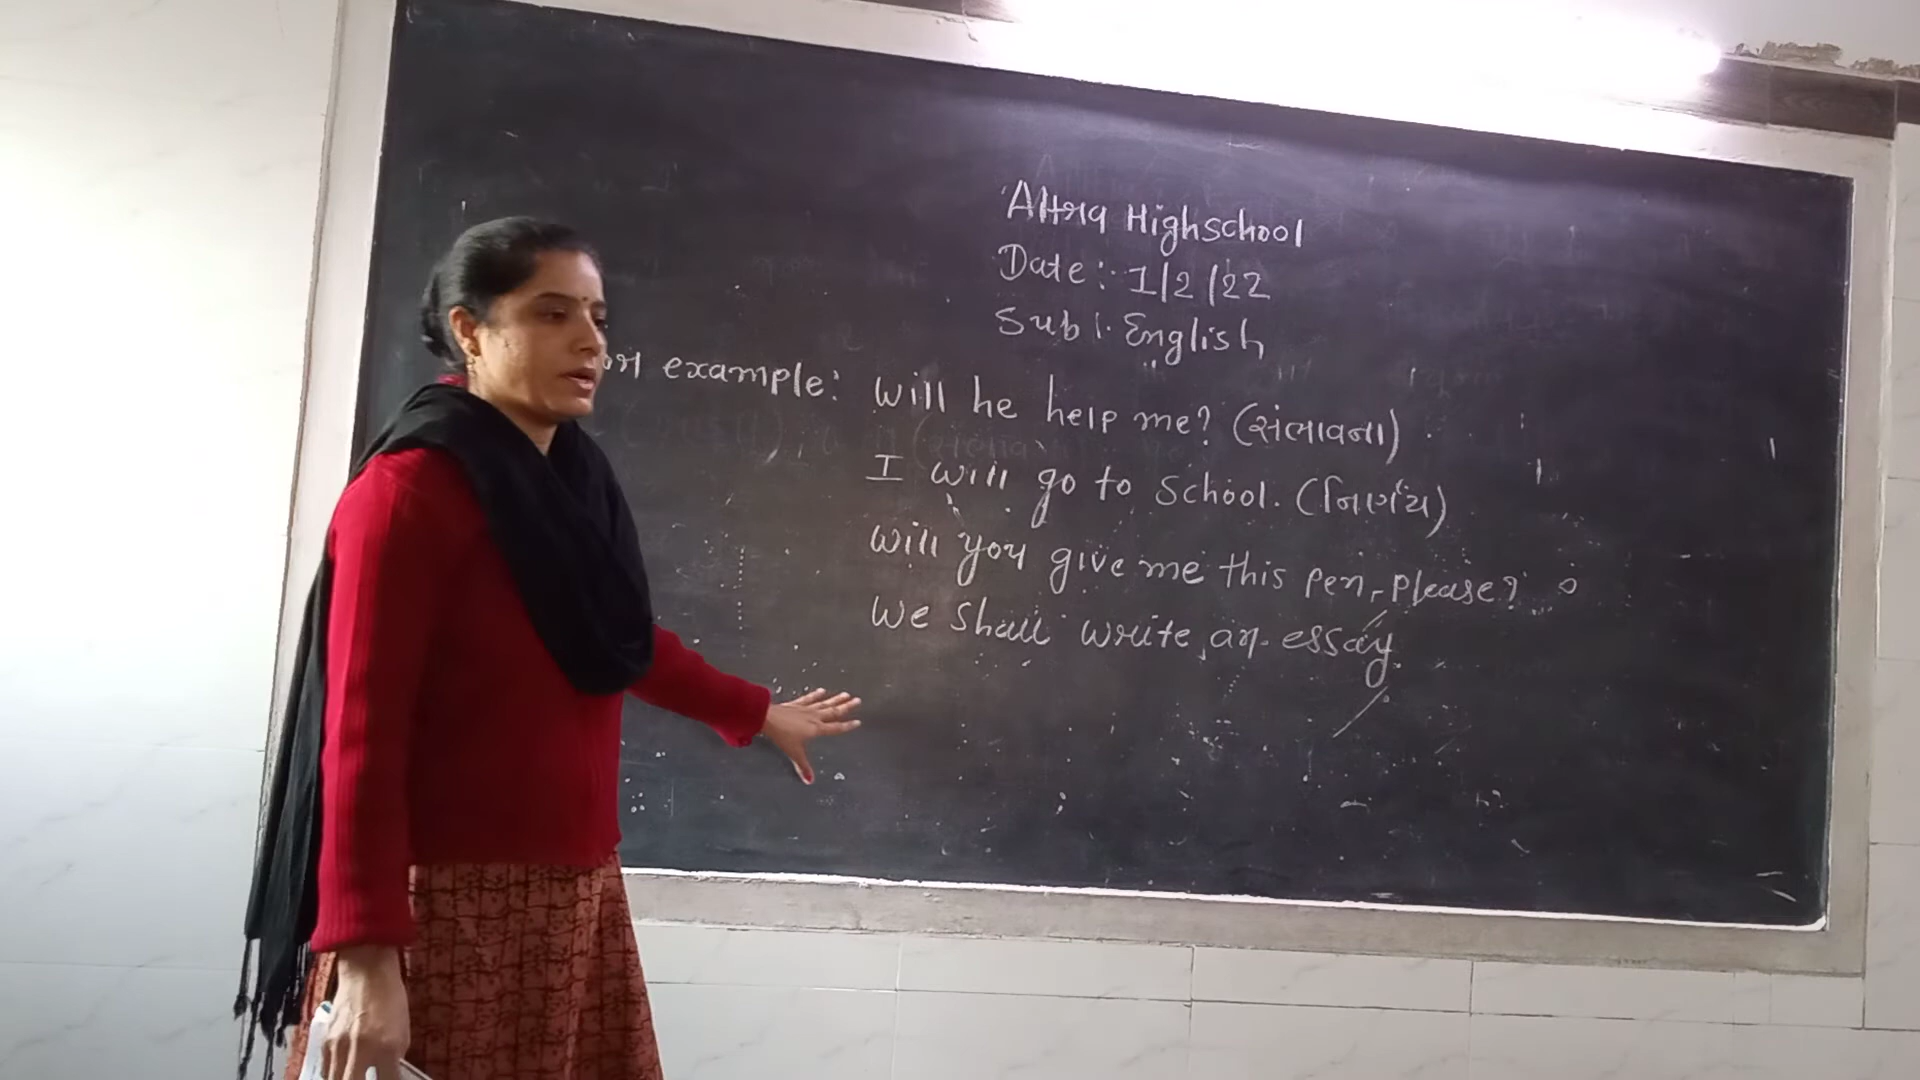 Highschool
Date: 1/2/22
Sub: English
example: will he help me? (સંભાવના)
I will go to School. (નિર્ણય)
will you give me this pen, please?
We shall write an essay.